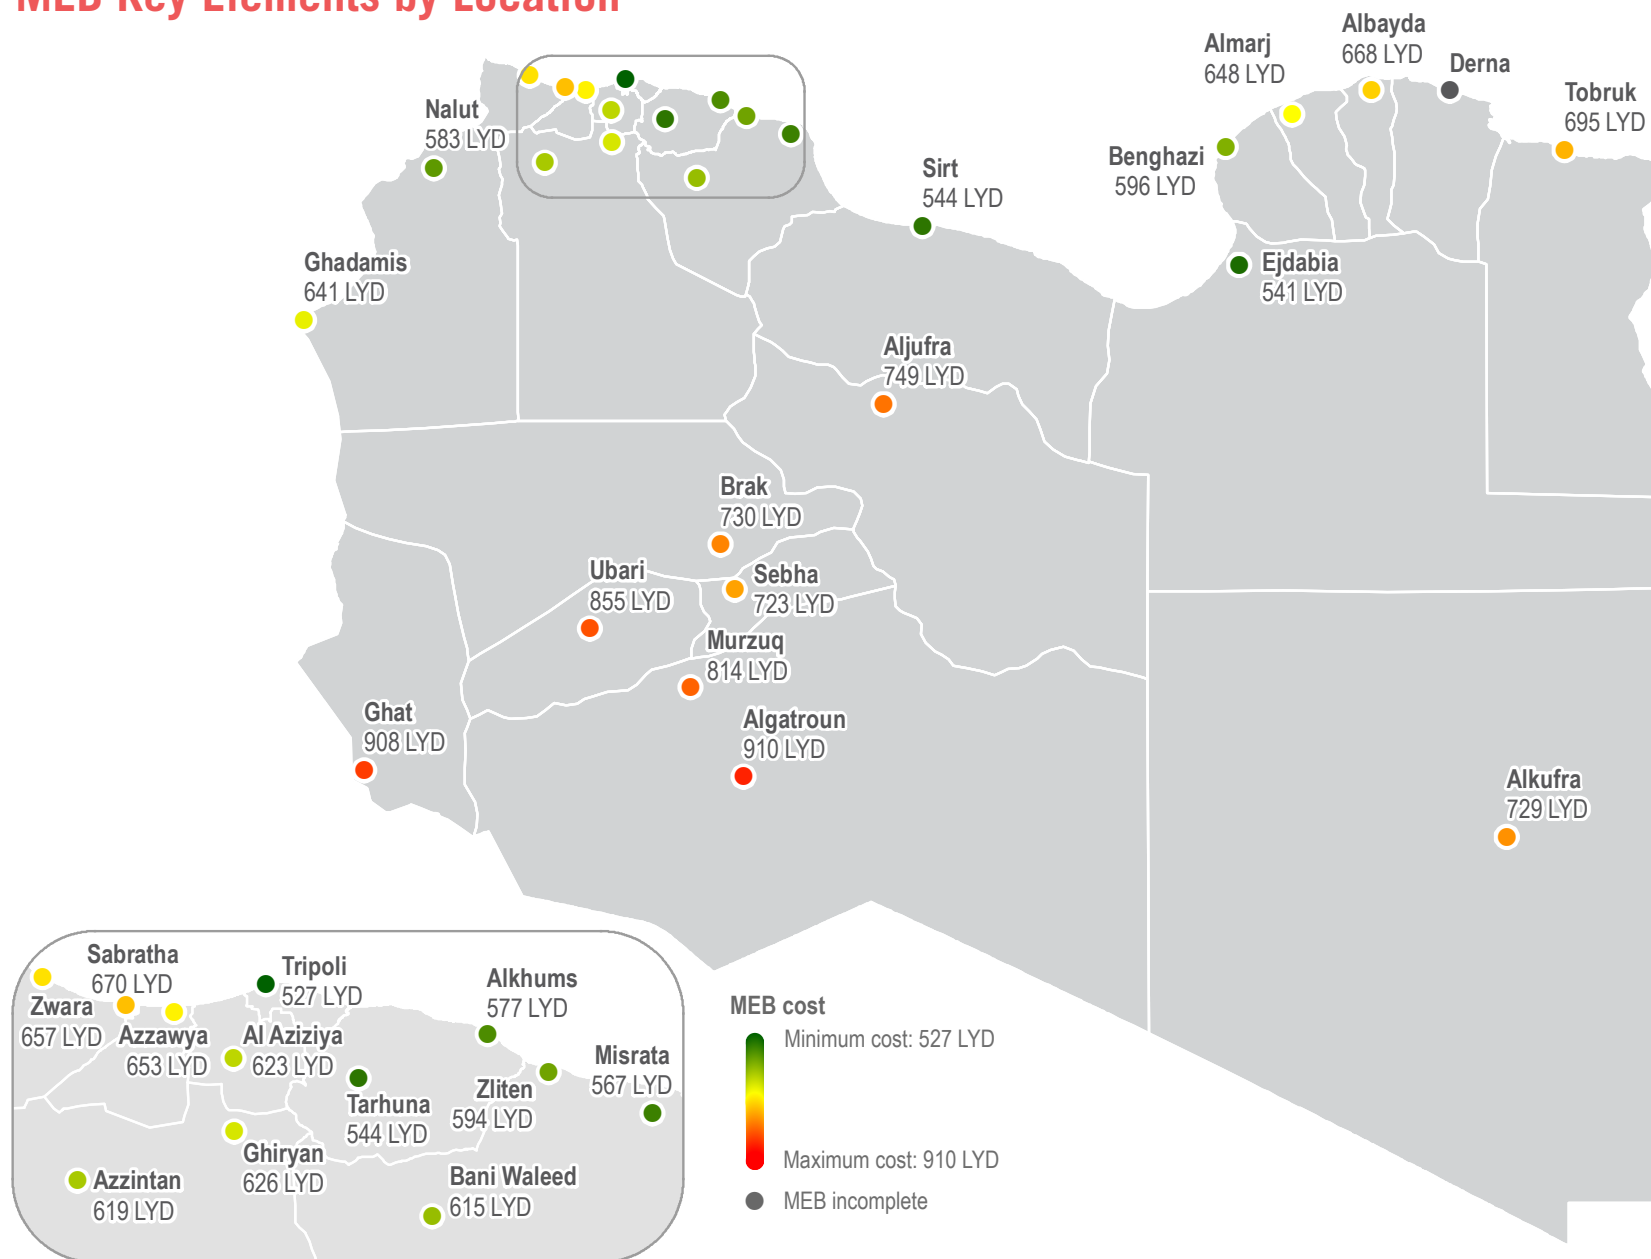 MEB Key Elements by Location
Almarj
648 LYD
Albayda
668 LYD
Derna
Tobruk
695 LYD
Nalut
583 LYD
Benghazi
596 LYD
Sirt
544 LYD
Ghadamis
641 LYD
Ejdabia
541 LYD
Aljufra
749 LYD
Brak
730 LYD
Ubari
855 LYD
Sebha
723 LYD
Murzuq
814 LYD
Ghat
908 LYD
Algatroun
910 LYD
Alkufra
729 LYD
Sabratha
670 LYD
Tripoli
527 LYD
Alkhums
577 LYD
Zwara
657 LYD
Azzawya
653 LYD
Al Aziziya
623 LYD
Misrata
567 LYD
Tarhuna
544 LYD
Zliten
594 LYD
Ghiryan
626 LYD
Azzintan
619 LYD
Bani Waleed
615 LYD
MEB cost
Minimum cost: 527 LYD
Maximum cost: 910 LYD
MEB incomplete